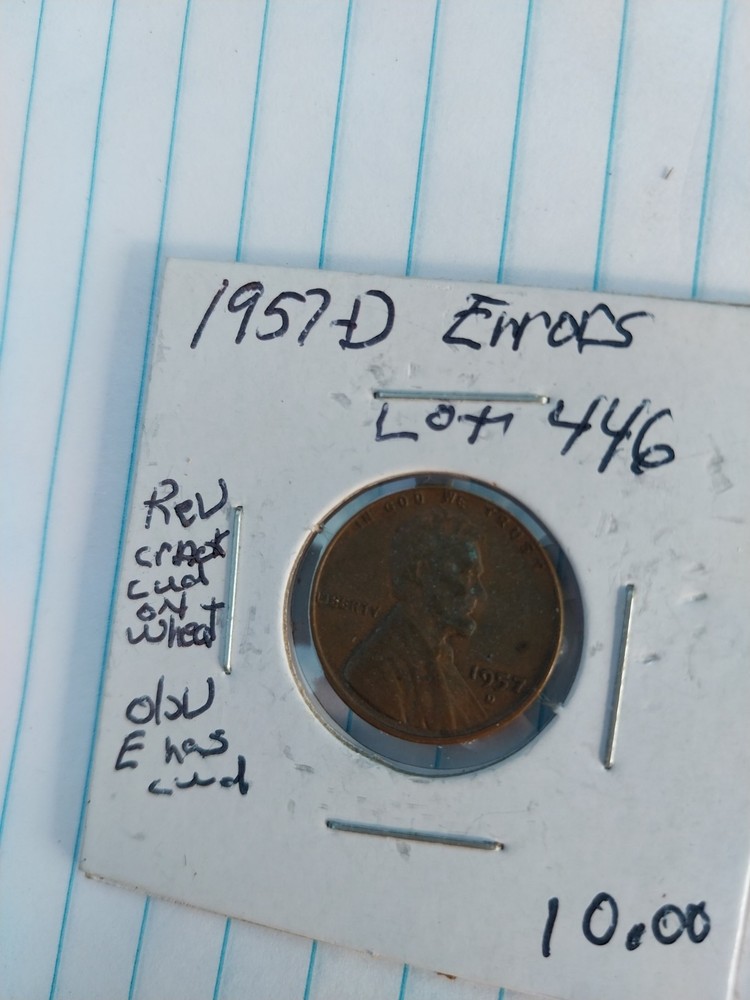 1957-D Errors
Lot 446
Rev
crack
cud
on
wheat
Obv
E has
cud
IN GOD WE TRUST
LIBERTY
1957
D
10.00